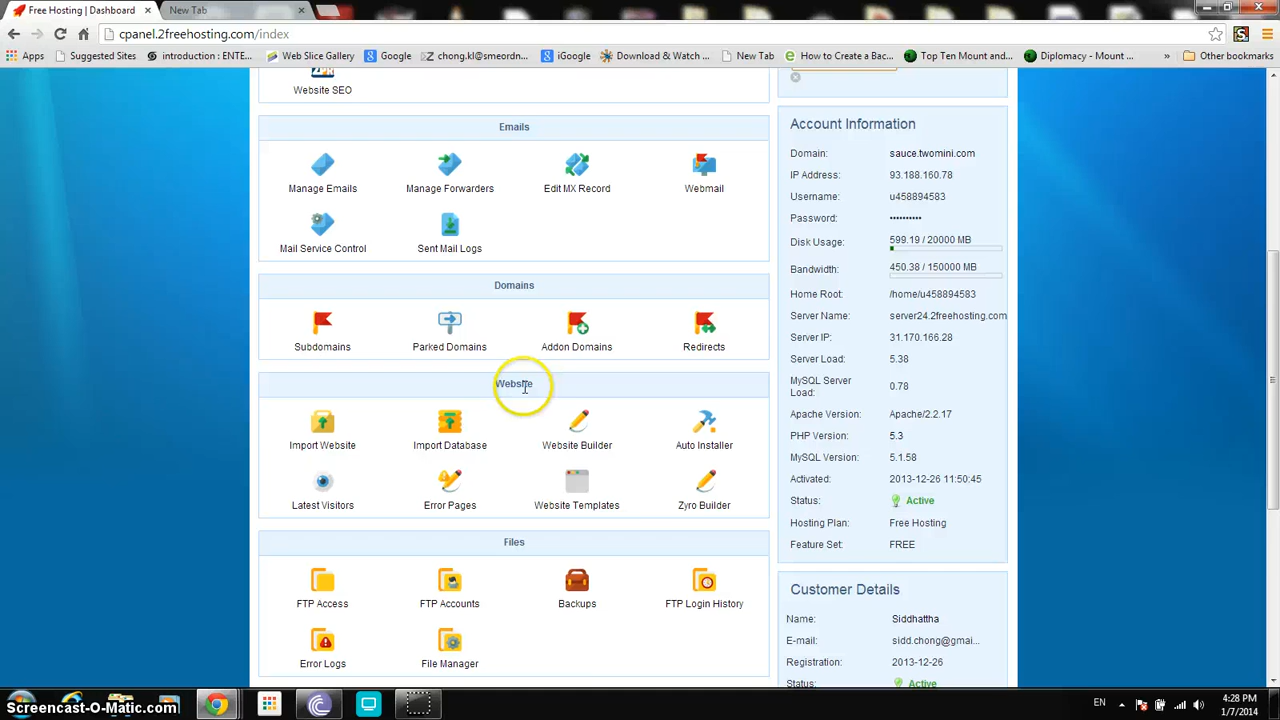 Free Hosting | Dashboard
New Tab
cpanel.2freehosting.com/index
Apps
Suggested Sites
introduction : ENTE...
Web Slice Gallery
Google
iGoogle
Download & Watch ...
chong.kl@smeordn...
New Tab
How to Create a Bac...
Top Ten Mount and...
Diplomacy - Mount ...
»
Other bookmarks
Website SEO
Emails
Manage Emails
Manage Forwarders
Edit MX Record
Webmail
Mail Service Control
Sent Mail Logs
Domains
Subdomains
Parked Domains
Addon Domains
Redirects
Website
Import Website
Import Database
Website Builder
Auto Installer
Latest Visitors
Error Pages
Website Templates
Zyro Builder
Files
FTP Access
FTP Accounts
Backups
FTP Login History
Error Logs
File Manager
Account Information
Domain: sauce.twomini.com
IP Address: 93.188.160.78
Username: u458894583
Password: ••••••••••
Disk Usage: 599.19 / 20000 MB
Bandwidth: 450.38 / 150000 MB
Home Root: /home/u458894583
Server Name: server24.2freehosting.com
Server IP: 31.170.166.28
Server Load: 5.38
MySQL Server
Load: 0.78
Apache Version: Apache/2.2.17
PHP Version: 5.3
MySQL Version: 5.1.58
Activated: 2013-12-26 11:50:45
Status: Active
Hosting Plan: Free Hosting
Feature Set: FREE
Customer Details
Name: Siddhattha
E-mail: sidd.chong@gmai...
Registration: 2013-12-26
Status: Active
Screencast-O-Matic.com
EN
4:28 PM
1/7/2014